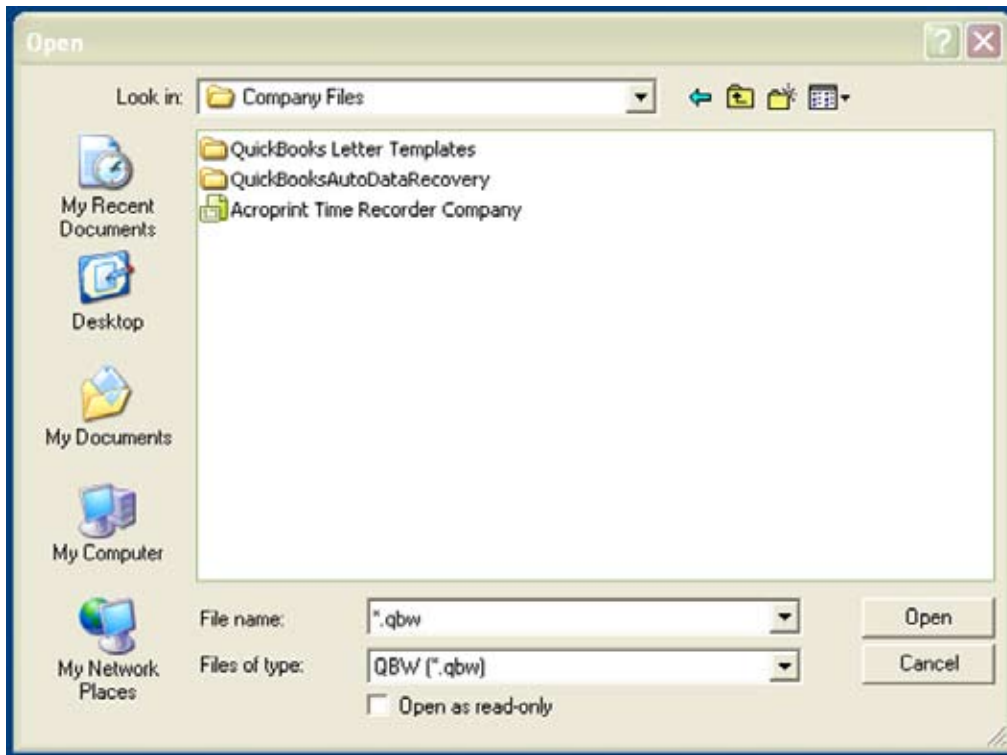 Open
Look in: Company Files
QuickBooks Letter Templates
QuickBooksAutoDataRecovery
Acroprint Time Recorder Company
My Recent
Documents
Desktop
My Documents
My Computer
My Network
Places
File name: *.qbw Open
Files of type: QBW (*.qbw) Cancel
Open as read-only